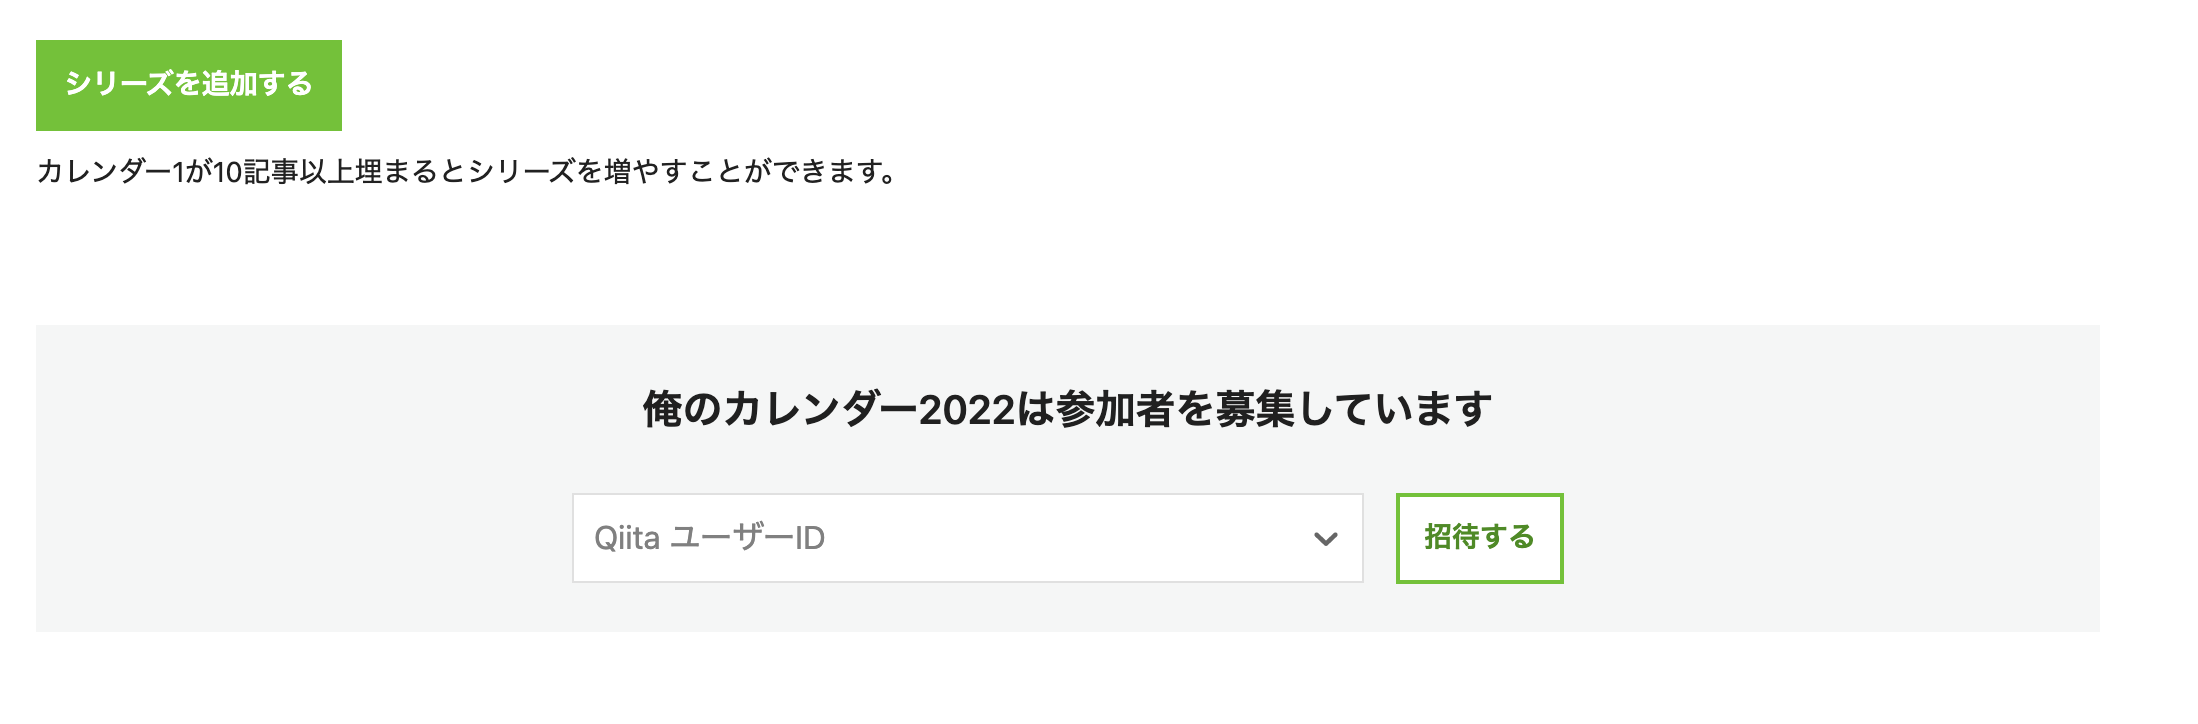 シリーズを追加する
カレンダー1が10記事以上埋まるとシリーズを増やすことができます。
俺のカレンダー2022は参加者を募集しています
Qiita ユーザーID
招待する